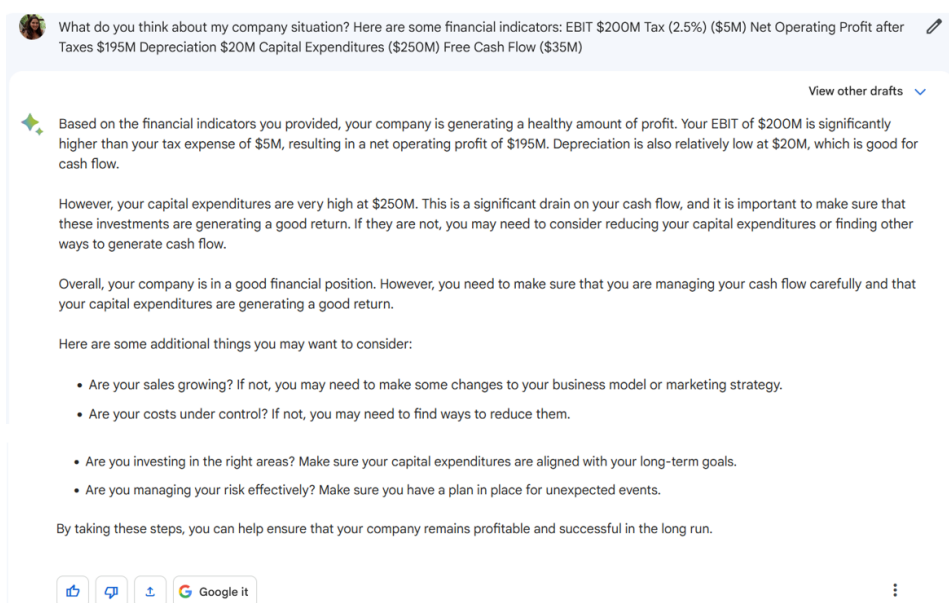 What do you think about my company situation? Here are some financial indicators: EBIT $200M Tax (2.5%) ($5M) Net Operating Profit after
Taxes $195M Depreciation $20M Capital Expenditures ($250M) Free Cash Flow ($35M)
View other drafts
Based on the financial indicators you provided, your company is generating a healthy amount of profit. Your EBIT of $200M is significantly
higher than your tax expense of $5M, resulting in a net operating profit of $195M. Depreciation is also relatively low at $20M, which is good for
cash flow.
However, your capital expenditures are very high at $250M. This is a significant drain on your cash flow, and it is important to make sure that
these investments are generating a good return. If they are not, you may need to consider reducing your capital expenditures or finding other
ways to generate cash flow.
Overall, your company is in a good financial position. However, you need to make sure that you are managing your cash flow carefully and that
your capital expenditures are generating a good return.
Here are some additional things you may want to consider:
• Are your sales growing? If not, you may need to make some changes to your business model or marketing strategy.
• Are your costs under control? If not, you may need to find ways to reduce them.
• Are you investing in the right areas? Make sure your capital expenditures are aligned with your long-term goals.
• Are you managing your risk effectively? Make sure you have a plan in place for unexpected events.
By taking these steps, you can help ensure that your company remains profitable and successful in the long run.
Google it